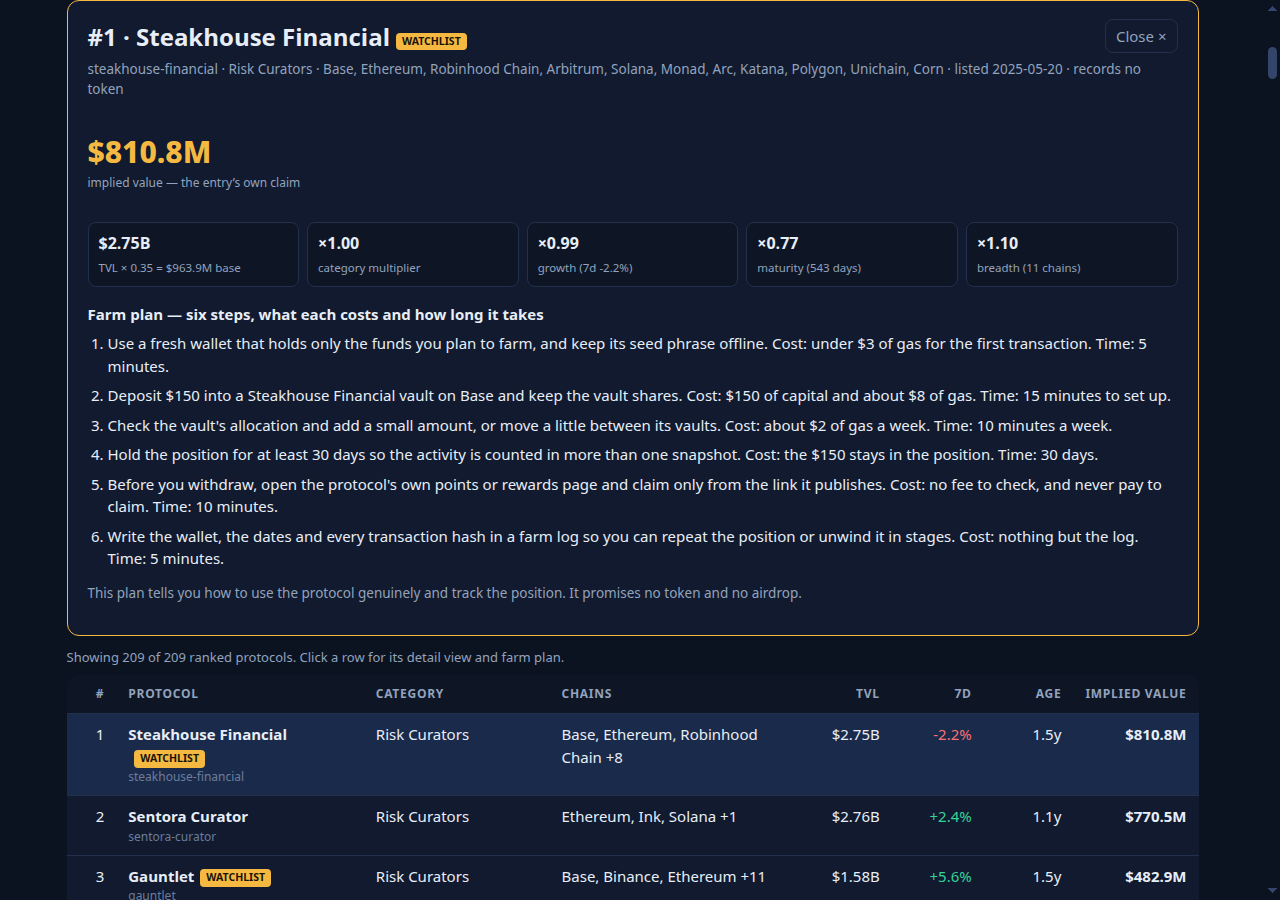 #1 · Steakhouse Financial WATCHLIST
Close ×
steakhouse-financial · Risk Curators · Base, Ethereum, Robinhood Chain, Arbitrum, Solana, Monad, Arc, Katana, Polygon, Unichain, Corn · listed 2025-05-20 · records no
token
$810.8M
implied value — the entry's own claim
$2.75B
TVL × 0.35 = $963.9M base
×1.00
category multiplier
×0.99
growth (7d -2.2%)
×0.77
maturity (543 days)
×1.10
breadth (11 chains)
Farm plan — six steps, what each costs and how long it takes
1. Use a fresh wallet that holds only the funds you plan to farm, and keep its seed phrase offline. Cost: under $3 of gas for the first transaction. Time: 5
minutes.
2. Deposit $150 into a Steakhouse Financial vault on Base and keep the vault shares. Cost: $150 of capital and about $8 of gas. Time: 15 minutes to set up.
3. Check the vault's allocation and add a small amount, or move a little between its vaults. Cost: about $2 of gas a week. Time: 10 minutes a week.
4. Hold the position for at least 30 days so the activity is counted in more than one snapshot. Cost: the $150 stays in the position. Time: 30 days.
5. Before you withdraw, open the protocol's own points or rewards page and claim only from the link it publishes. Cost: no fee to check, and never pay to
claim. Time: 10 minutes.
6. Write the wallet, the dates and every transaction hash in a farm log so you can repeat the position or unwind it in stages. Cost: nothing but the log.
Time: 5 minutes.
This plan tells you how to use the protocol genuinely and track the position. It promises no token and no airdrop.
Showing 209 of 209 ranked protocols. Click a row for its detail view and farm plan.
# PROTOCOL CATEGORY CHAINS TVL 7D AGE IMPLIED VALUE
1 Steakhouse Financial Risk Curators Base, Ethereum, Robinhood $2.75B -2.2% 1.5y $810.8M
WATCHLIST Chain +8
steakhouse-financial
2 Sentora Curator Risk Curators Ethereum, Ink, Solana +1 $2.76B +2.4% 1.1y $770.5M
sentora-curator
3 Gauntlet WATCHLIST Risk Curators Base, Binance, Ethereum +11 $1.58B +5.6% 1.5y $482.9M
gauntlet